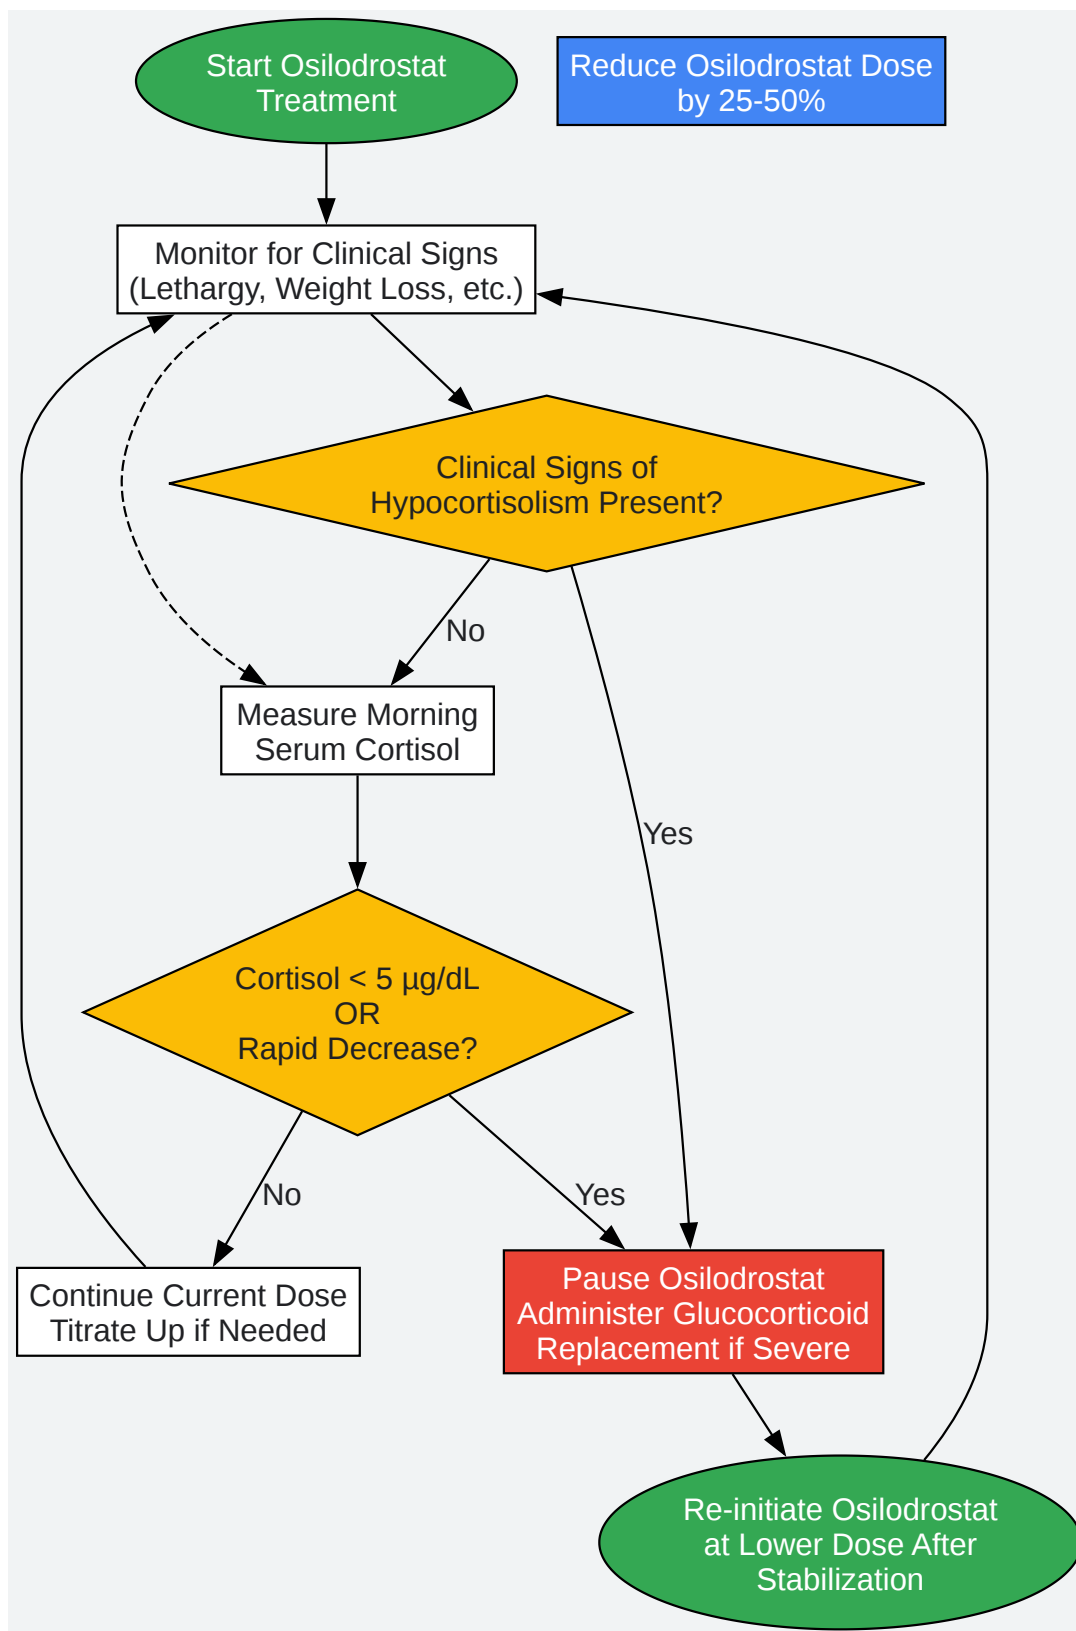 Start Osilodrostat
Treatment
Reduce Osilodrostat Dose
by 25-50%
Monitor for Clinical Signs
(Lethargy, Weight Loss, etc.)
Clinical Signs of
Hypocortisolism Present?
No
Measure Morning
Serum Cortisol
Yes
Cortisol < 5 µg/dL
OR
Rapid Decrease?
No
Yes
Continue Current Dose
Titrate Up if Needed
Pause Osilodrostat
Administer Glucocorticoid
Replacement if Severe
Re-initiate Osilodrostat
at Lower Dose After
Stabilization